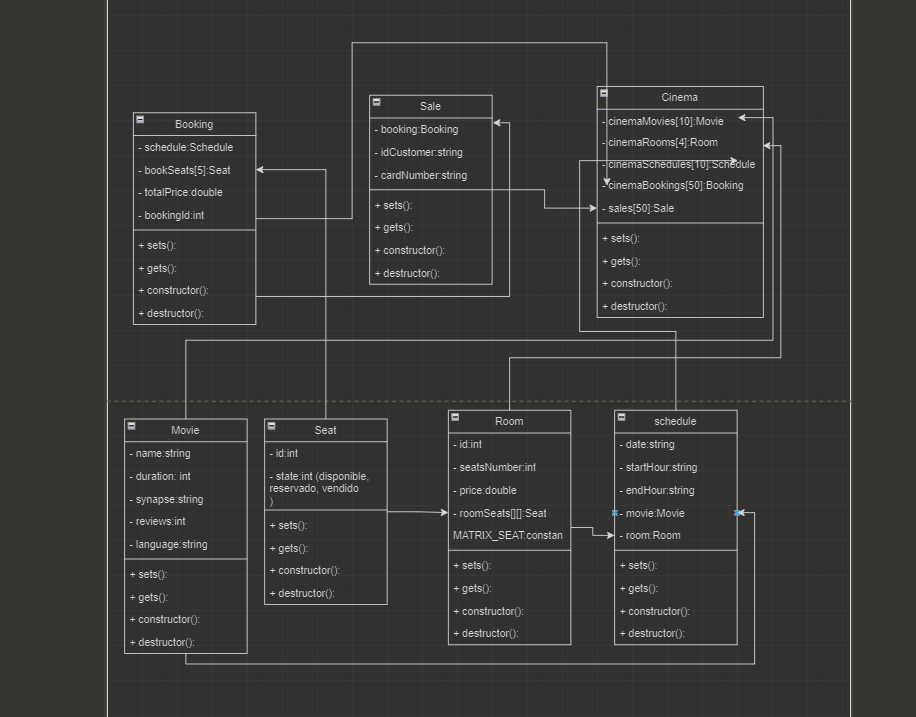 Booking
- schedule:Schedule
- bookSeats[5]:Seat
- totalPrice:double
- bookingId:int
+ sets():
+ gets():
+ constructor():
+ destructor():
Sale
- booking:Booking
- idCustomer:string
- cardNumber:string
+ sets():
+ gets():
+ constructor():
+ destructor():
Cinema
- cinemaMovies[10]:Movie
- cinemaRooms[4]:Room
- cinemaSchedules[10]:Schedule
- cinemaBookings[50]:Booking
- sales[50]:Sale
+ sets():
+ gets():
+ constructor():
+ destructor():
Movie
- name:string
- duration: int
- synapse:string
- reviews:int
- language:string
+ sets():
+ gets():
+ constructor():
+ destructor():
Seat
- id:int
- state:int (disponible,
reservado, vendido
)
+ sets():
+ gets():
+ constructor():
+ destructor():
Room
- id:int
- seatsNumber:int
- price:double
- roomSeats[][]:Seat
MATRIX_SEAT:constan
+ sets():
+ gets():
+ constructor():
+ destructor():
schedule
- date:string
- startHour:string
- endHour:string
- movie:Movie
- room:Room
+ sets():
+ gets():
+ constructor():
+ destructor():